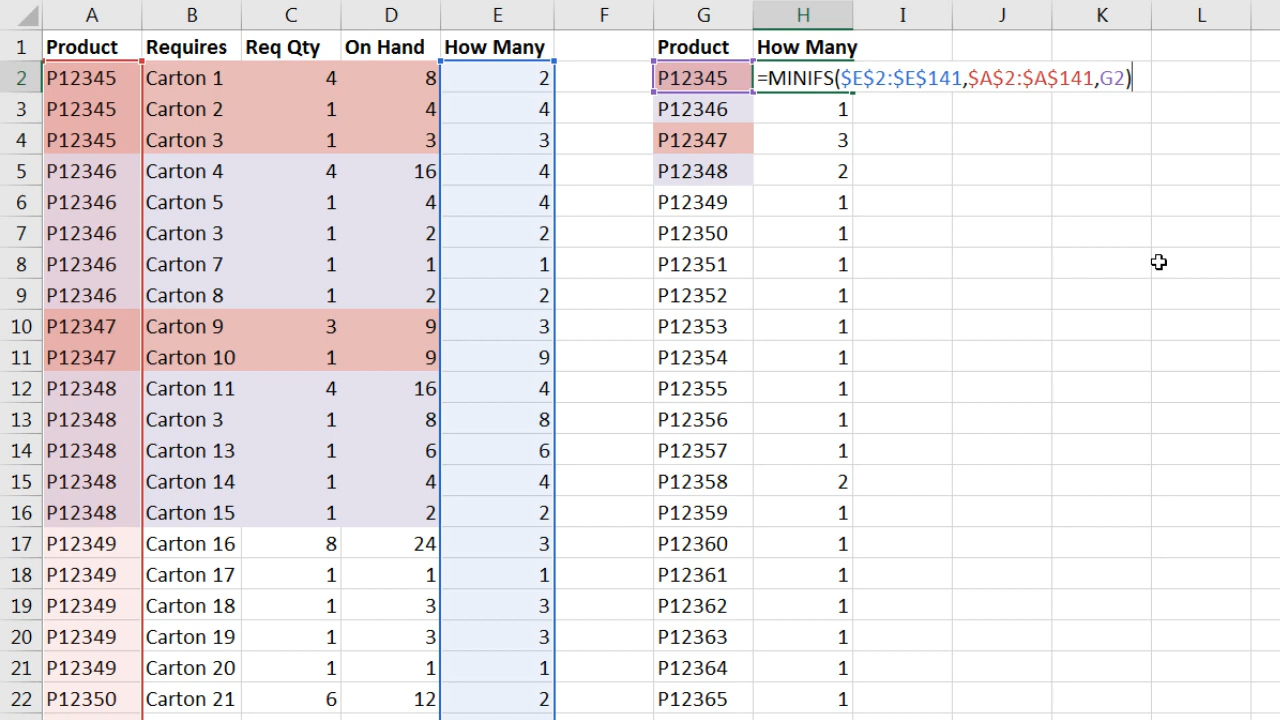 A B C D E F G H I J K L
1 Product Requires Req Qty On Hand How Many Product How Many
2 P12345 Carton 1 4 8 2 P12345 =MINIFS($E$2:$E$141,$A$2:$A$141,G2)
3 P12345 Carton 2 1 4 4 P12346 1
4 P12345 Carton 3 1 3 3 P12347 3
5 P12346 Carton 4 4 16 4 P12348 2
6 P12346 Carton 5 1 4 4 P12349 1
7 P12346 Carton 3 1 2 2 P12350 1
8 P12346 Carton 7 1 1 1 P12351 1
9 P12346 Carton 8 1 2 2 P12352 1
10 P12347 Carton 9 3 9 3 P12353 1
11 P12347 Carton 10 1 9 9 P12354 1
12 P12348 Carton 11 4 16 4 P12355 1
13 P12348 Carton 3 1 8 8 P12356 1
14 P12348 Carton 13 1 6 6 P12357 1
15 P12348 Carton 14 1 4 4 P12358 2
16 P12348 Carton 15 1 2 2 P12359 1
17 P12349 Carton 16 8 24 3 P12360 1
18 P12349 Carton 17 1 1 1 P12361 1
19 P12349 Carton 18 1 3 3 P12362 1
20 P12349 Carton 19 1 3 3 P12363 1
21 P12349 Carton 20 1 1 1 P12364 1
22 P12350 Carton 21 6 12 2 P12365 1